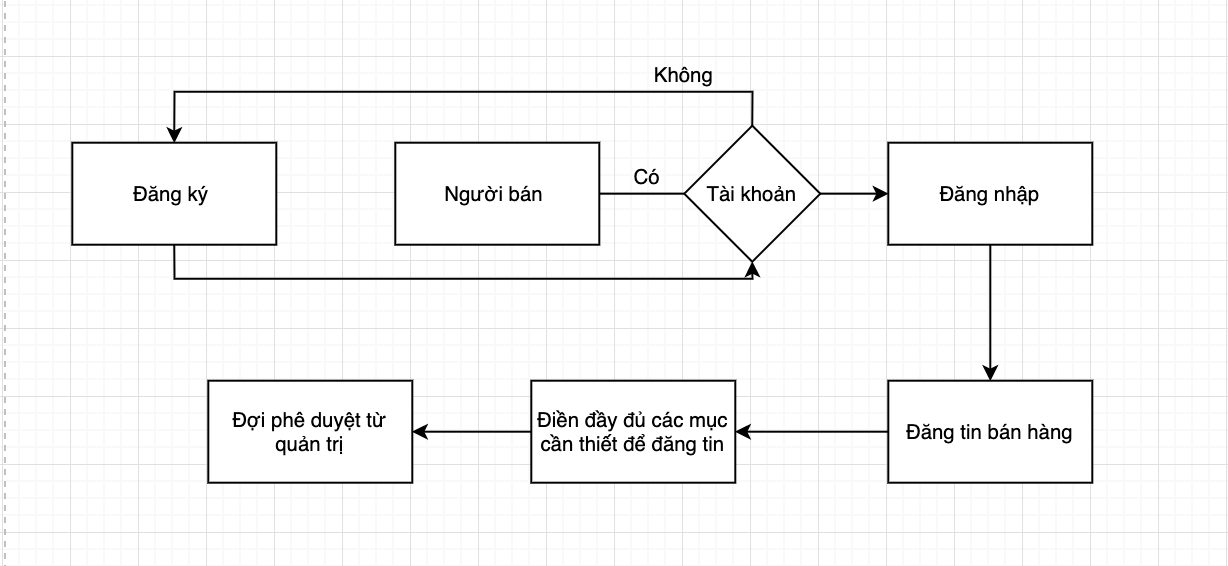 Không
Đăng ký
Người bán
Có
Tài khoản
Đăng nhập
Đợi phê duyệt từ
quản trị
Điền đầy đủ các mục
cần thiết để đăng tin
Đăng tin bán hàng